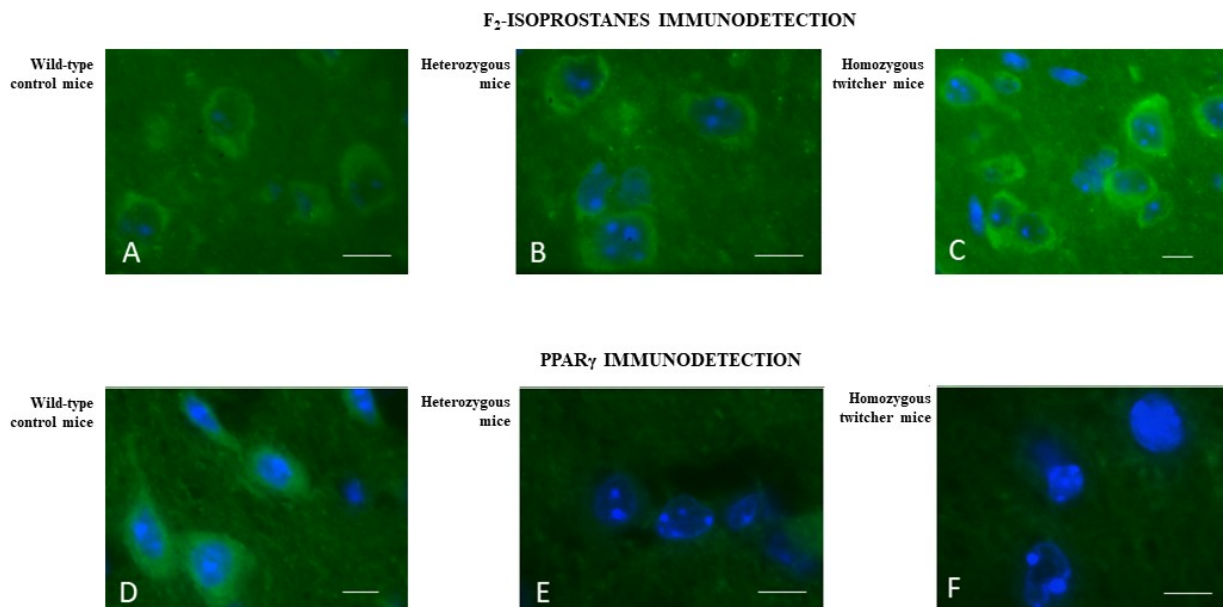 F₂-ISOPROSTANES IMMUNODETECTION
Wild-type
control mice
Heterozygous
mice
Homozygous
twitcher mice
A
B
C
PPARγ IMMUNODETECTION
Wild-type
control mice
Heterozygous
mice
Homozygous
twitcher mice
D
E
F